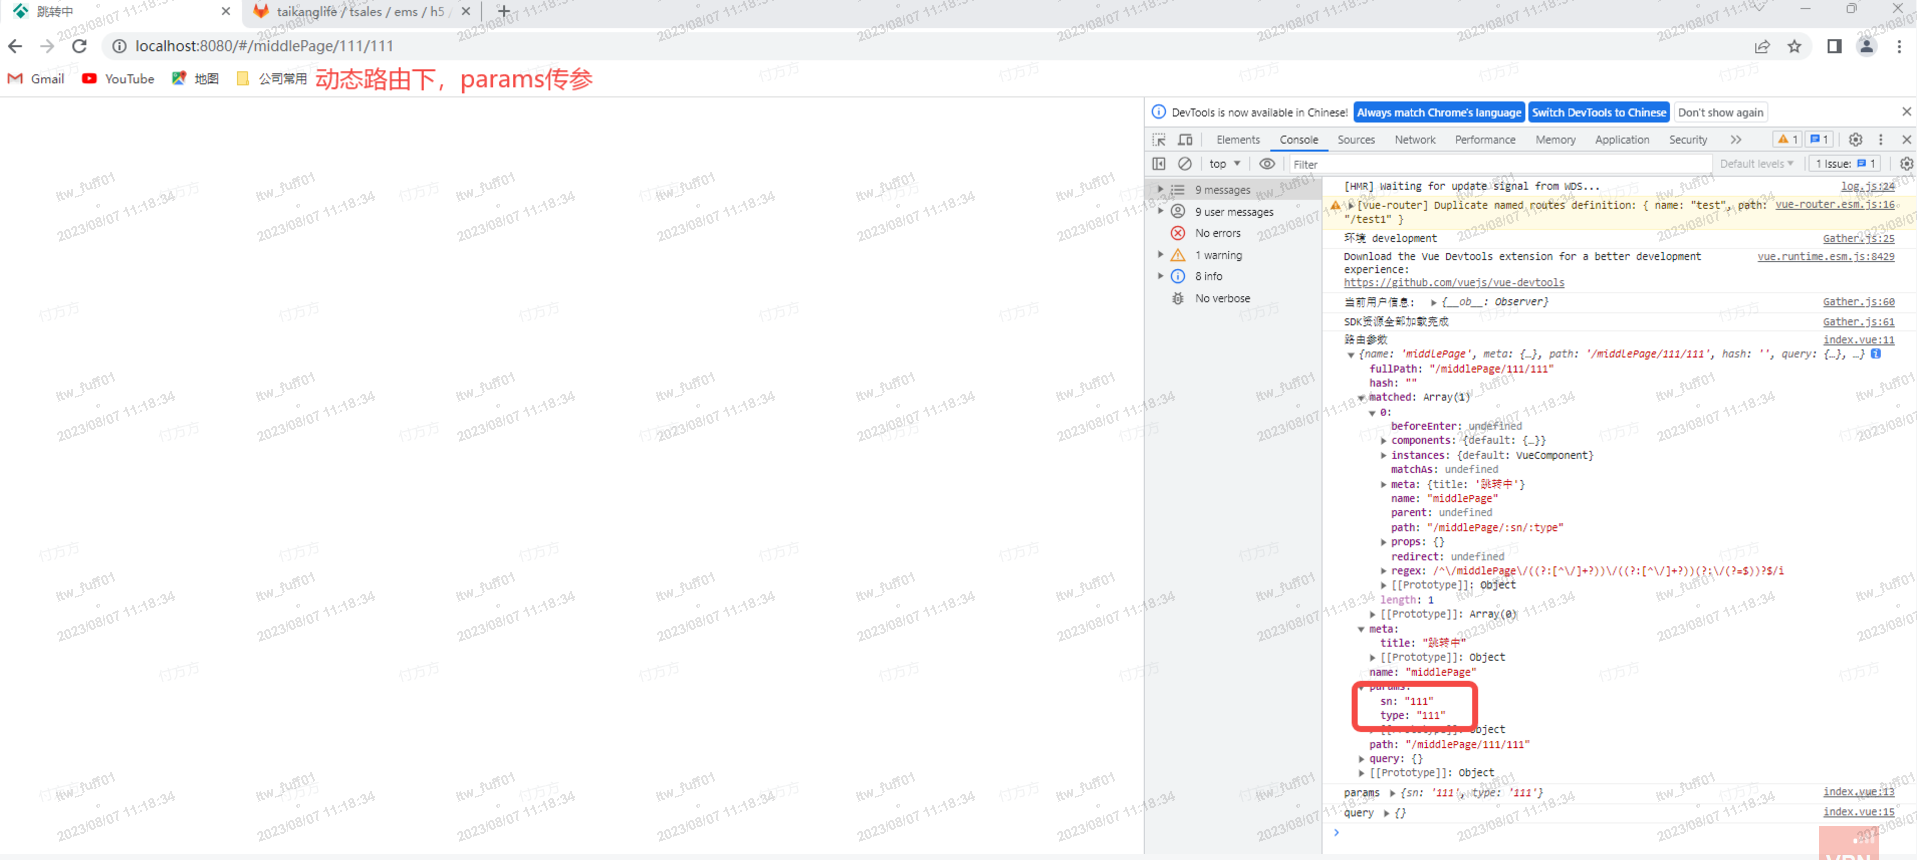 跳转中
taikanglife / tsales / ems / h5
localhost:8080/#/middlePage/111/111
Gmail YouTube 地图 公司常用 动态路由下，params传参
DevTools is now available in Chinese! Always match Chrome's language Switch DevTools to Chinese Don't show again
Elements Console Sources Network Performance Memory Application Security 1 1
top Filter Default levels 1 Issue: 1
9 messages
9 user messages
No errors
1 warning
8 info
No verbose
[HMR] Waiting for update signal from WDS... log.js:24
[vue-router] Duplicate named routes definition: { name: "test", path: vue-router.esm.js:16
"/test1" }
环境 development Gather.js:25
Download the Vue Devtools extension for a better development vue.runtime.esm.js:8429
experience:
https://github.com/vuejs/vue-devtools
当前用户信息: {__ob__: Observer} Gather.js:60
SDK资源全部加载完成 Gather.js:61
路由参数 index.vue:11
{name: 'middlePage', meta: {…}, path: '/middlePage/111/111', hash: '', query: {…}, …}
fullPath: "/middlePage/111/111"
hash: ""
matched: Array(1)
0:
beforeEnter: undefined
components: {default: {…}}
instances: {default: VueComponent}
matchAs: undefined
meta: {title: '跳转中'}
name: "middlePage"
parent: undefined
path: "/middlePage/:sn/:type"
props: {}
redirect: undefined
regex: /^\/middlePage\/((?:[^\/]+?))\/((?:[^\/]+?))(?:\/(?=$))?$/i
[[Prototype]]: Object
length: 1
[[Prototype]]: Array(0)
meta:
title: "跳转中"
[[Prototype]]: Object
name: "middlePage"
params:
sn: "111"
type: "111"
[[Prototype]]: Object
path: "/middlePage/111/111"
query: {}
[[Prototype]]: Object
params {sn: '111', type: '111'} index.vue:13
query {} index.vue:15
ltw_fuff01
2023/08/07 11:18:34
付方方